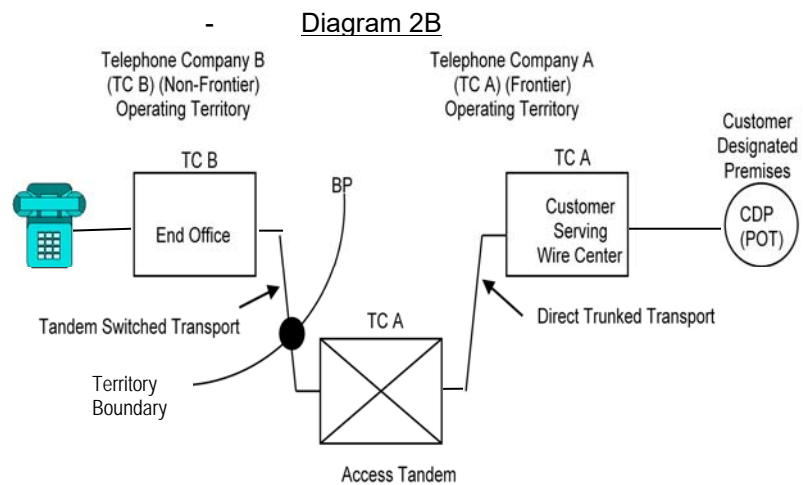 - Diagram 2B
Telephone Company B
(TC B) (Non-Frontier)
Operating Territory
Telephone Company A
(TC A) (Frontier)
Operating Territory
Customer
Designated
Premises
TC B
BP
TC A
End Office
Customer
Serving
Wire Center
CDP
(POT)
Tandem Switched Transport
TC A
Direct Trunked Transport
Territory
Boundary
Access Tandem